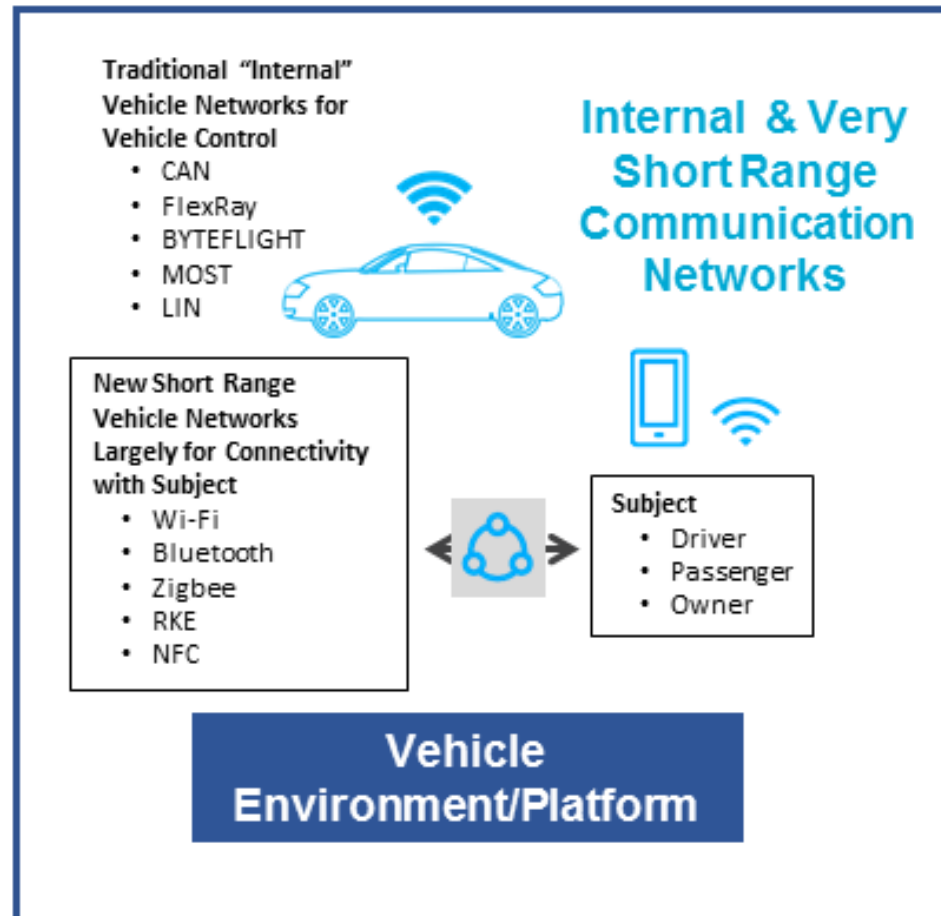 Traditional “Internal”
Vehicle Networks for
Vehicle Control
• CAN
• FlexRay
• BYTEFLIGHT
• MOST
• LIN
Internal & Very
Short Range
Communication
Networks
New Short Range
Vehicle Networks
Largely for Connectivity
with Subject
• Wi-Fi
• Bluetooth
• Zigbee
• RKE
• NFC
Subject
• Driver
• Passenger
• Owner
Vehicle
Environment/Platform